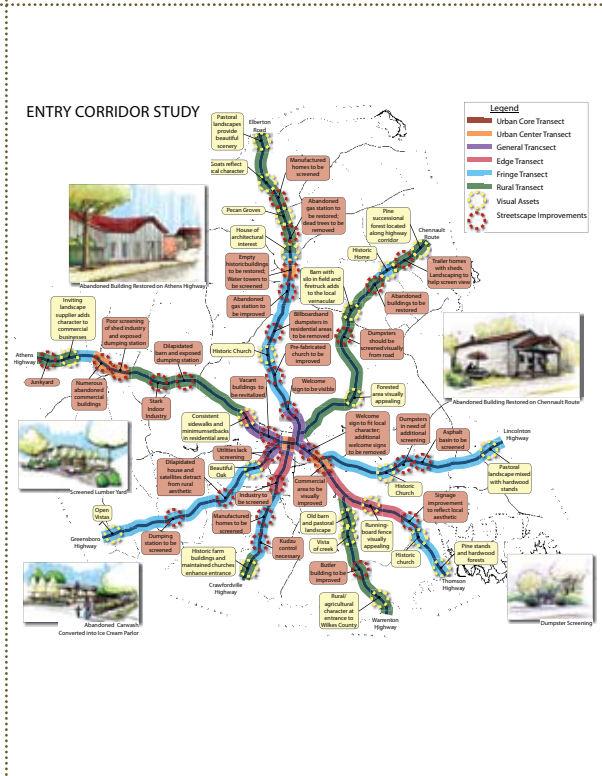 ENTRY CORRIDOR STUDY
Legend
Urban Core Transect
Urban Center Transect
General Trancsect
Edge Transect
Fringe Transect
Rural Transect
Visual Assets
Streetscape Improvements
Pastoral
landscapes
provide
beautiful
scenery
Elberton
Road
Goats reflect
local character
Manufactured
homes to be
screened
Pecan Groves
Abandoned
gas station to
be restored;
dead trees to be
removed
House of
architectural
interest
Empty
historicbuildings
to be restored;
Water towers to
be screened
Abandoned
gas station to
be improved
Barn with
silo in field and
firetruck adds
to the local
vernacular
Billboardsand
dumpsters in
residential areas
to be removed
Pre-fabricated
church to be
improved
Historic Church
Vacant
buildings to
be revitalized
Welcome
sign to be visible
Pine
successional
forest located
along highway
corridor
Chennault
Route
Historic
Home
Trailer homes
with sheds.
Landscaping to
help screen view
Abandoned
buildings to be
restored
Dumpsters
should be
screened visually
from road
Forested
area visually
appealing
Abandoned Building Restored on Athens Highway
Abandoned Building Restored on Chennault Route
Inviting
landscape
supplier adds
character to
commercial
businesses
Poor screening
of shed industry
and exposed
dumping station
Dilapidated
barn and exposed
dumping station
Athens
Highway
Junkyard
Numerous
abandoned
commercial
buildings
Stark
Indoor
Industry
Consistent
sidewalks and
minimumsetbacks
in residential area
Utilities lack
screening
Screened Lumber Yard
Dilapidated
house and
satellites detract
from rural
aesthetic
Beautiful
Oak
Industry to
be screened
Open
Vistas
Greensboro
Highway
Dumping
station to be
screened
Manufactured
homes to be
screened
Historic farm
buildings and
maintained churches
enhance entrance
Crawfordville
Highway
Kudzu
control
necessary
Abandoned Carwash
Converted into Ice Cream Parlor
Welcome
sign to fit local
character;
additional
welcome signs
to be removed
Dumpsters
in need of
additional
screening
Asphalt
basin to be
screened
Lincolnton
Highway
Pastoral
landscape
mixed with
hardwood
stands
Historic
Church
Commercial
area to be
visually
improved
Signage
improvement
to reflect local
aesthetic
Old barn
and pastoral
landscape
Vista
of creek
Running-
board fence
visually
appealing
Historic
church
Pine stands
and hardwood
forests
Thomson
Highway
Butler
building to be
improved
Rural/
agricultural
character at
entrance to
Wilkes County
Warrenton
Highway
Dumpster Screening